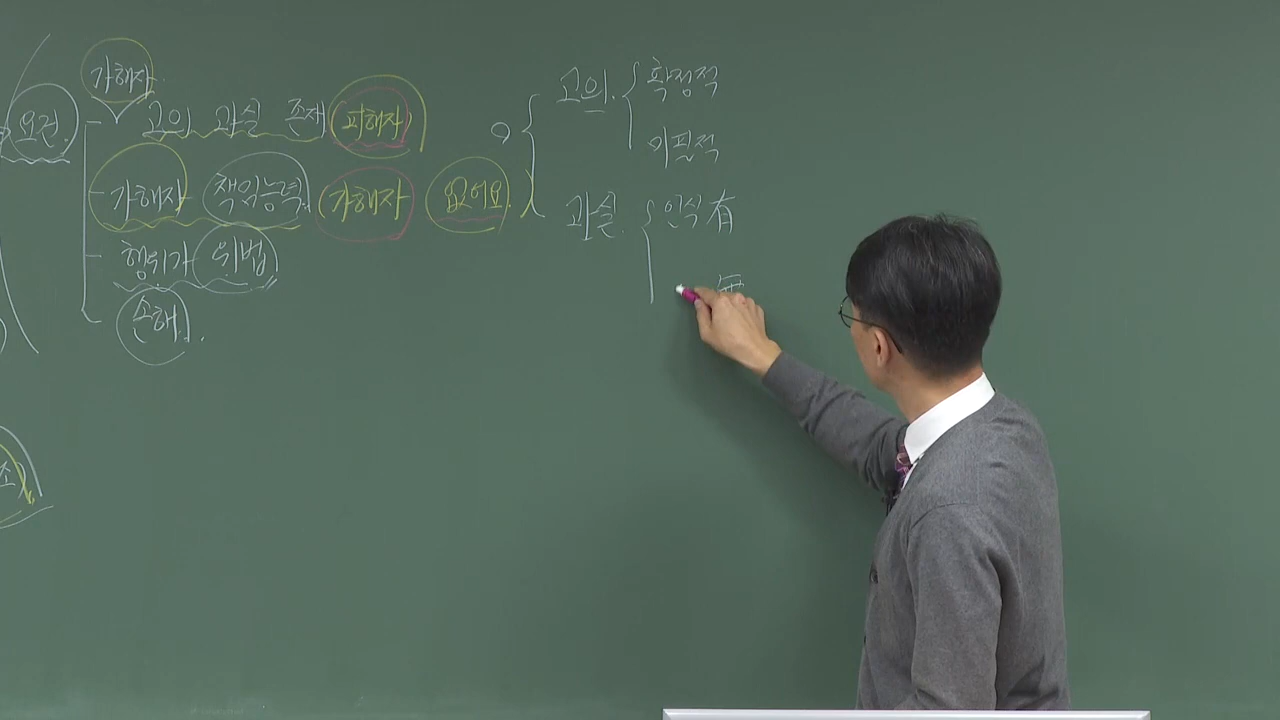 가해자
요건.
고의 과실 존재 (피해자)
가해자 책임능력. (가해자 없어요.)
행위가 위법
손해.
고의. 확정적
미필적
과실. 인식 有